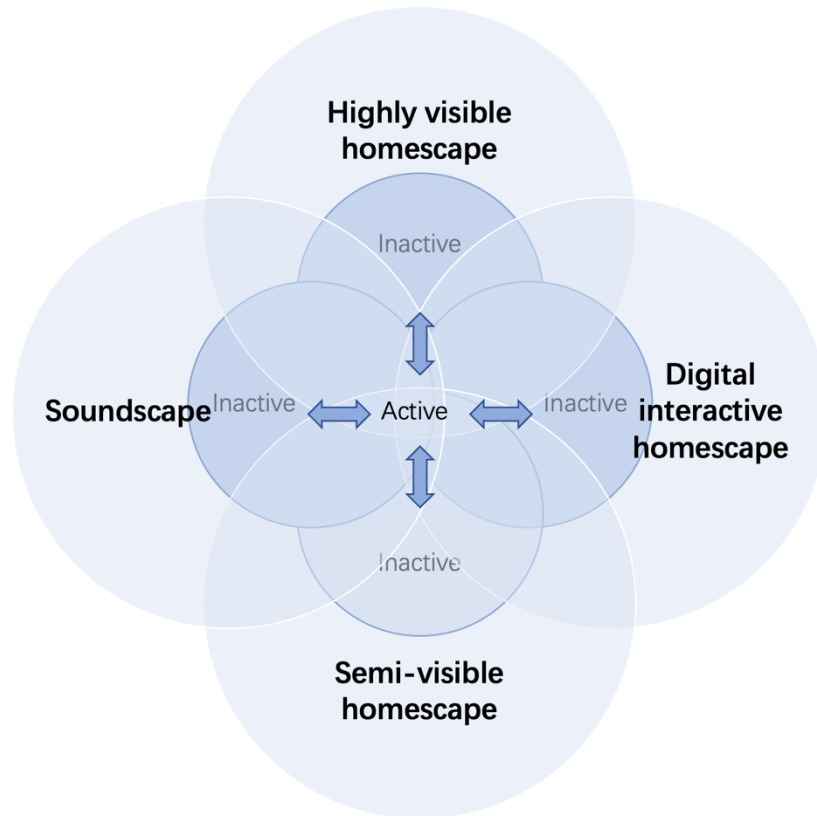 Highly visible
homescape
Inactive
Soundscape
Inactive
Active
Inactive
Digital
interactive
homescape
Inactive
Semi-visible
homescape